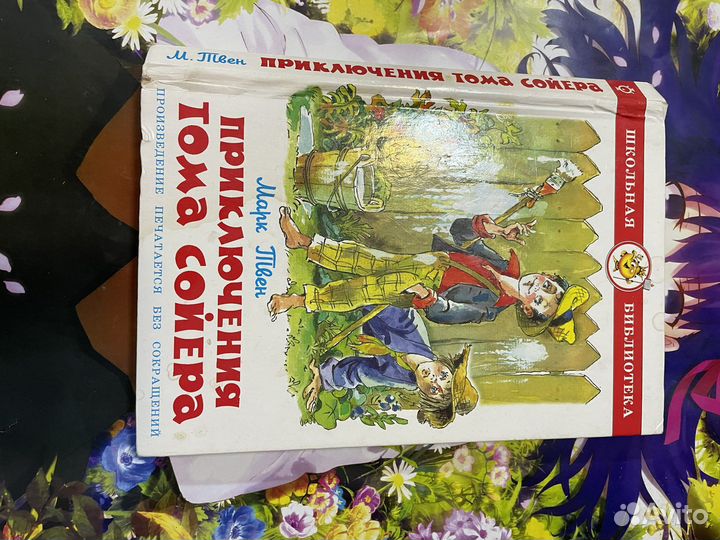 М. Твен ПРИКЛЮЧЕНИЯ ТОМА СОЙЕРА
ШКОЛЬНАЯ БИБЛИОТЕКА
Марк Твен
ПРИКЛЮЧЕНИЯ
ТОМА СОЙЕРА
ПРОИЗВЕДЕНИЕ ПЕЧАТАЕТСЯ БЕЗ СОКРАЩЕНИЙ
Avito